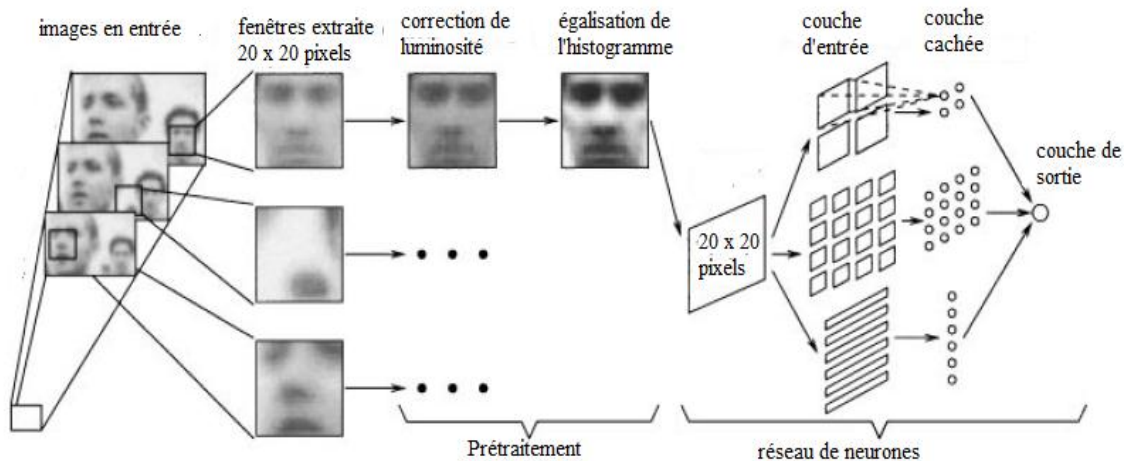 images en entrée
fenêtres extraite
20 x 20 pixels
correction de
luminosité
égalisation de
l'histogramme
couche
d'entrée
couche
cachée
couche de
sortie
20 x 20
pixels
Prétraitement
réseau de neurones